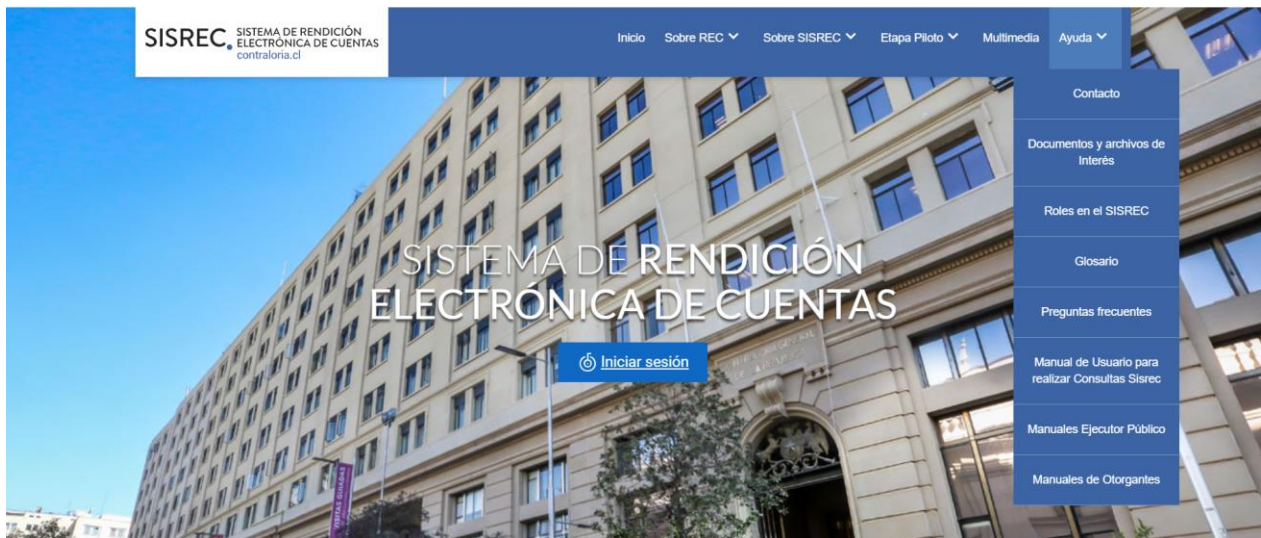 SISREC. SISTEMA DE RENDICIÓN
ELECTRÓNICA DE CUENTAS
contraloria.cl
Inicio Sobre REC Sobre SISREC Etapa Piloto Multimedia Ayuda
Contacto
Documentos y archivos de
Interés
Roles en el SISREC
Glosario
Preguntas frecuentes
Manual de Usuario para
realizar Consultas Sisrec
Manuales Ejecutor Público
Manuales de Otorgantes
SISTEMA DE RENDICIÓN
ELECTRÓNICA DE CUENTAS
Iniciar sesión
VISITAS GUIADAS